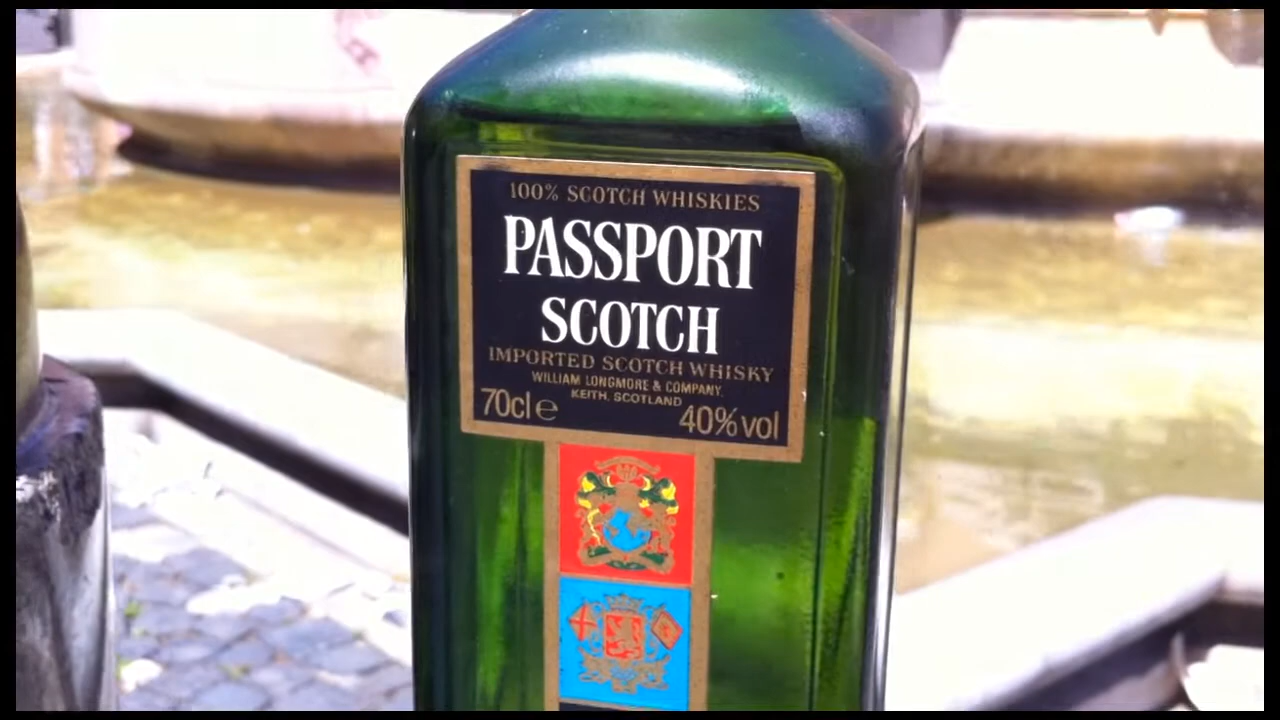 100% SCOTCH WHISKIES
PASSPORT
SCOTCH
IMPORTED SCOTCH WHISKY
WILLIAM LONGMORE & COMPANY.
KEITH, SCOTLAND
70cl e 40% vol